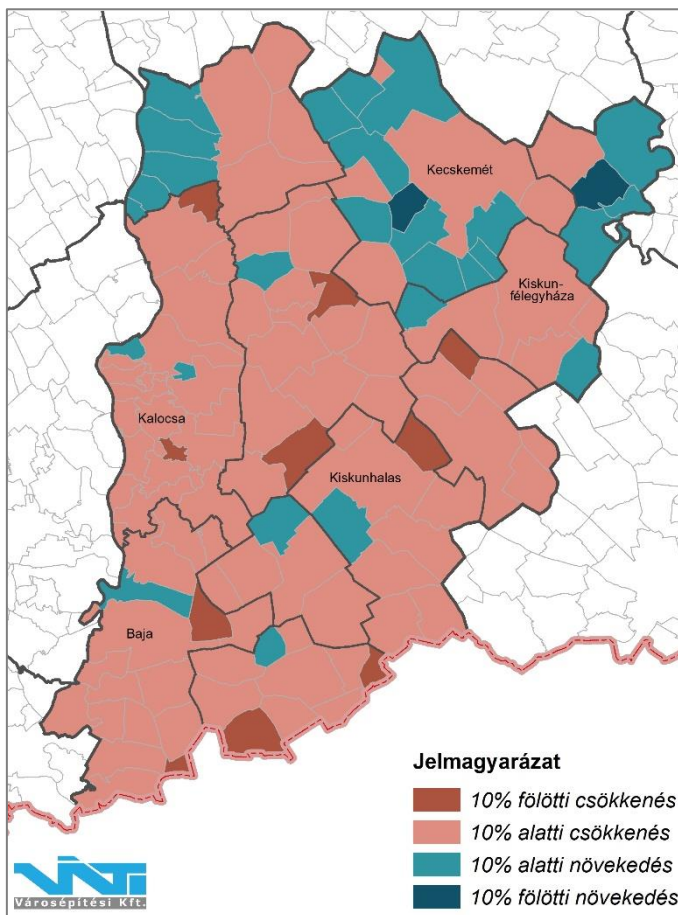 Kecskemét
Kiskun-
félegyháza
Kalocsa
Kiskunhalas
Baja
Jelmagyarázat
10% fölötti csökkenés
10% alatti csökkenés
10% alatti növekedés
10% fölötti növekedés
VÁTI
Városépítési Kft.